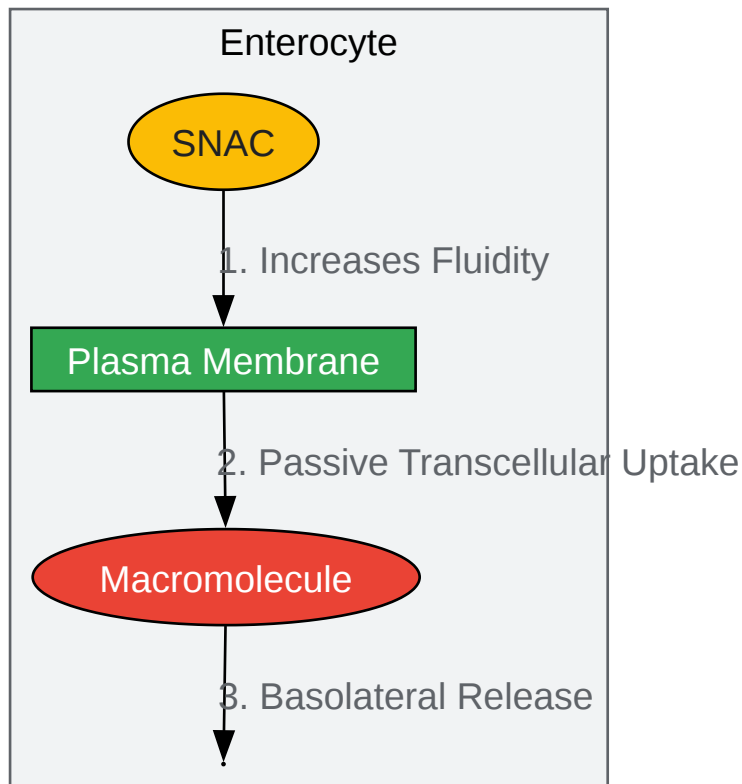 Enterocyte
SNAC
1. Increases Fluidity
Plasma Membrane
2. Passive Transcellular Uptake
Macromolecule
3. Basolateral Release